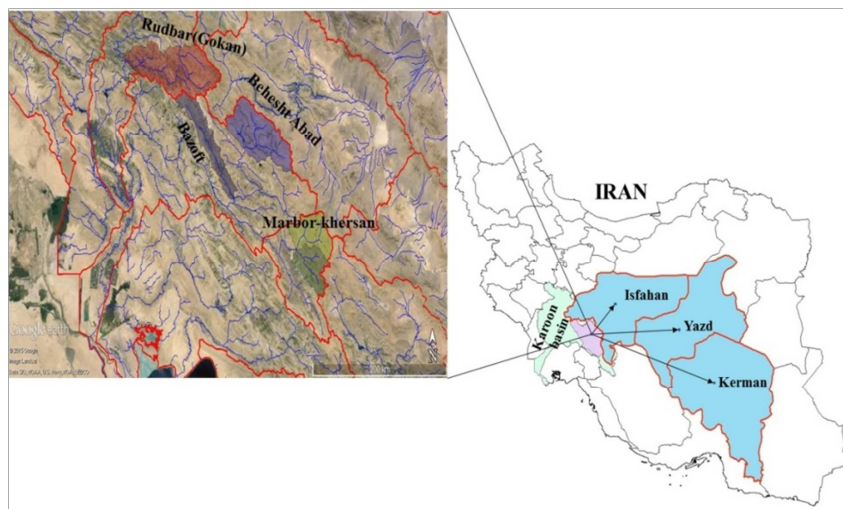 Rudbar(Gokan)
Behesht Abad
Bazoft
Marbor-khersan
Google earth
N
IRAN
Isfahan
Yazd
Kerman
Karoon
basin